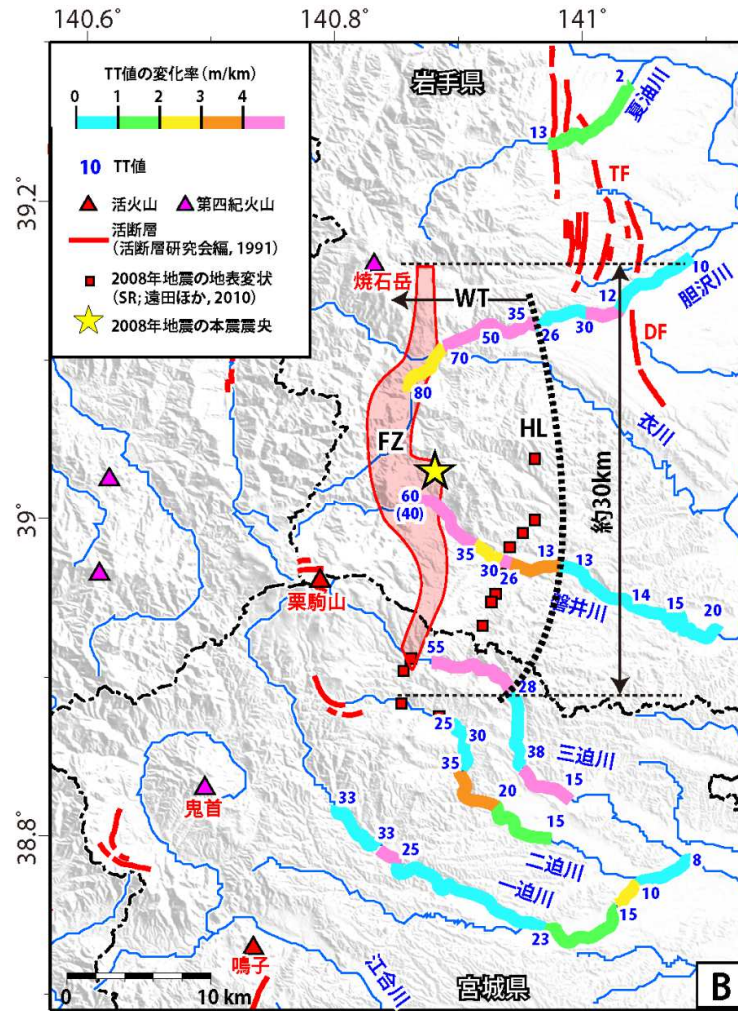 140.6 140.8 141
TT値の変化率(m/km)
0 1 2 3 4
10 TT値
活火山 第四紀火山
活断層
(活断層研究会編, 1991)
2008年地震の地表変状
(SR;遠田ほか, 2010)
2008年地震の本震震央
岩手県
2
夏油川
13
39.2
TF
焼石岳
10
胆沢川
WT
35
12
50
26
30
70
DF
80
衣川
HL
FZ
約30km
39
60
(40)
35
13
13
30
26
磐井川
14
15
20
栗駒山
55
28
25
30
38
三迫川
35
15
20
鬼首
33
15
38.8
33
25
二迫川
8
一迫川
10
15
23
鳴子
江合川
0 10 km
宮城県
B